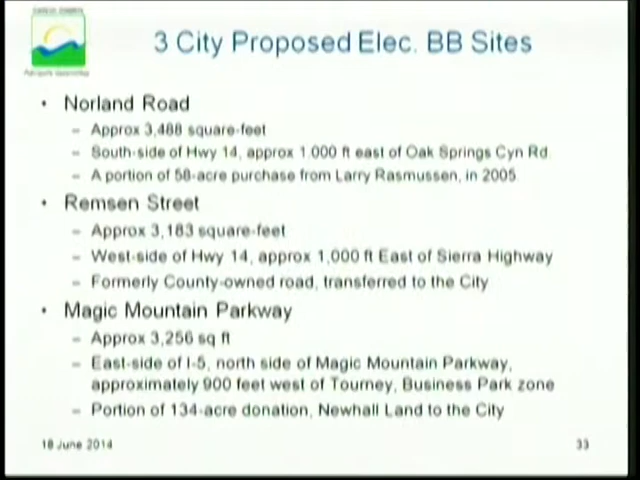 3 City Proposed Elec. BB Sites
• Norland Road
– Approx 3,488 square-feet
– South-side of Hwy 14, approx 1,000 ft east of Oak Springs Cyn Rd
– A portion of 58-acre purchase from Larry Rasmussen, in 2005
• Remsen Street
– Approx 3,183 square-feet
– West-side of Hwy 14, approx 1,000 ft East of Sierra Highway
– Formerly County-owned road, transferred to the City
• Magic Mountain Parkway
– Approx 3,256 sq ft
– East-side of I-5, north side of Magic Mountain Parkway,
approximately 900 feet west of Tourney, Business Park zone
– Portion of 134-acre donation, Newhall Land to the City
18 June 2014
33